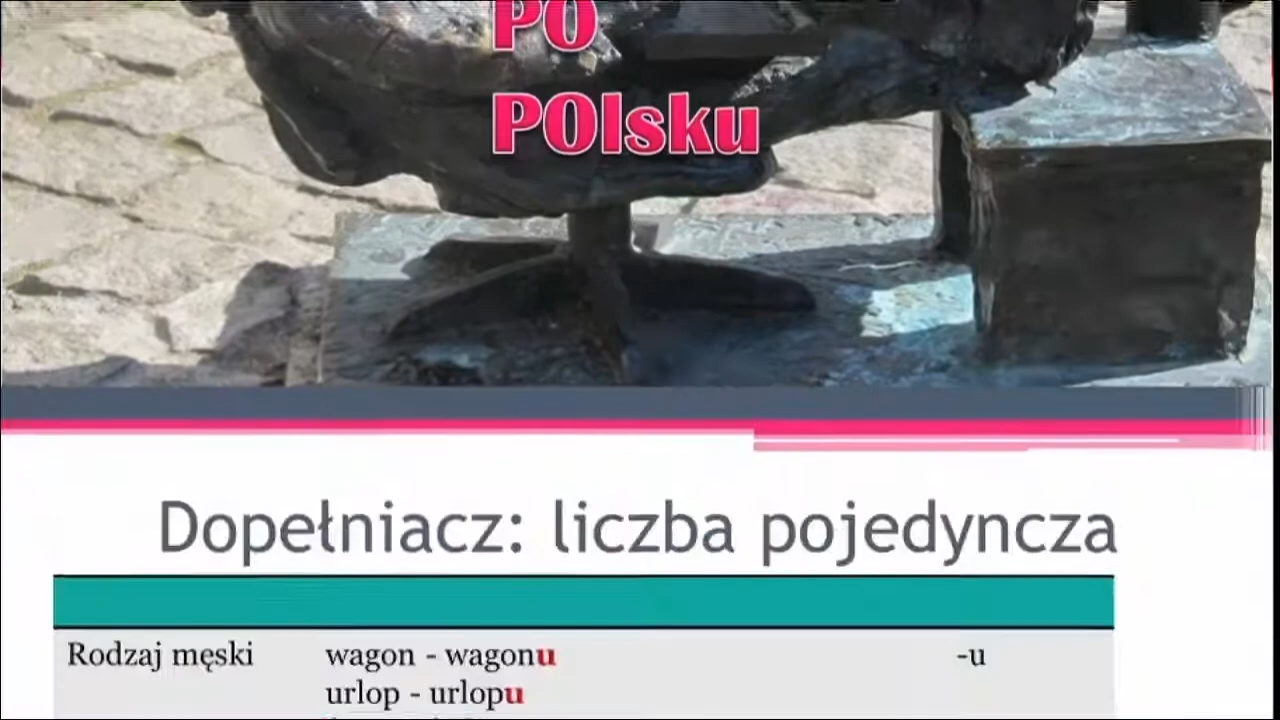 PO
POlsku
Dopełniacz: liczba pojedyncza
Rodzaj męski wagon - wagonu -u
urlop - urlopu